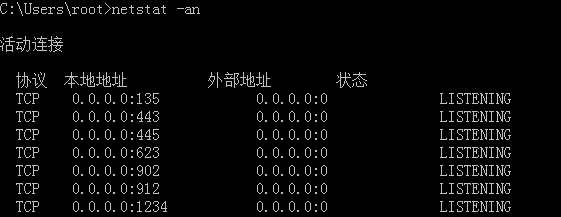 C:\Users\root>netstat -an
活动连接
协议 本地地址 外部地址 状态
TCP 0.0.0.0:135 0.0.0.0:0 LISTENING
TCP 0.0.0.0:443 0.0.0.0:0 LISTENING
TCP 0.0.0.0:445 0.0.0.0:0 LISTENING
TCP 0.0.0.0:623 0.0.0.0:0 LISTENING
TCP 0.0.0.0:902 0.0.0.0:0 LISTENING
TCP 0.0.0.0:912 0.0.0.0:0 LISTENING
TCP 0.0.0.0:1234 0.0.0.0:0 LISTENING